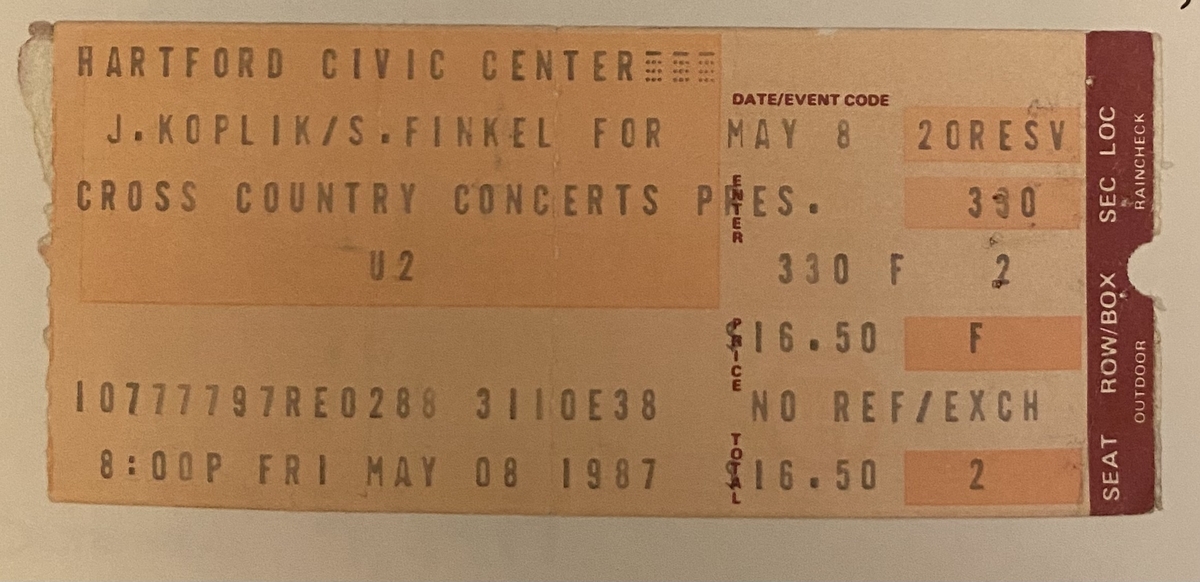 HARTFORD CIVIC CENTER
J.KOPLIK/S.FINKEL FOR
CROSS COUNTRY CONCERTS PRES.
U2
10777797RE0288 3110E38
8:00P FRI MAY 08 1987
DATE/EVENT CODE
MAY 8 20RESV
ENTER
330
330 F 2
PRICE
$16.50 F
NO REF/EXCH
TOTAL
$16.50 2
SEAT ROW/BOX SEC LOC
OUTDOOR RAINCHECK